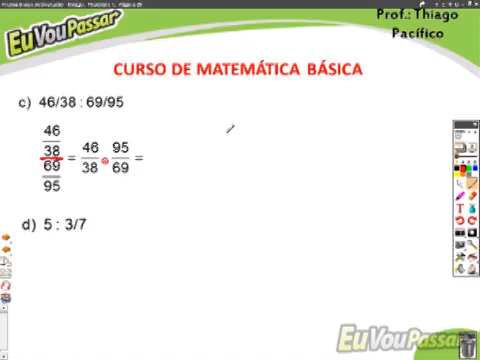 EuVouPassar
Prof.: Thiago
Pacífico
CURSO DE MATEMÁTICA BÁSICA
c) 46/38 : 69/95
46
38
69
95
= 46/38 . 95/69 =
d) 5 : 3/7
EuVouPassar